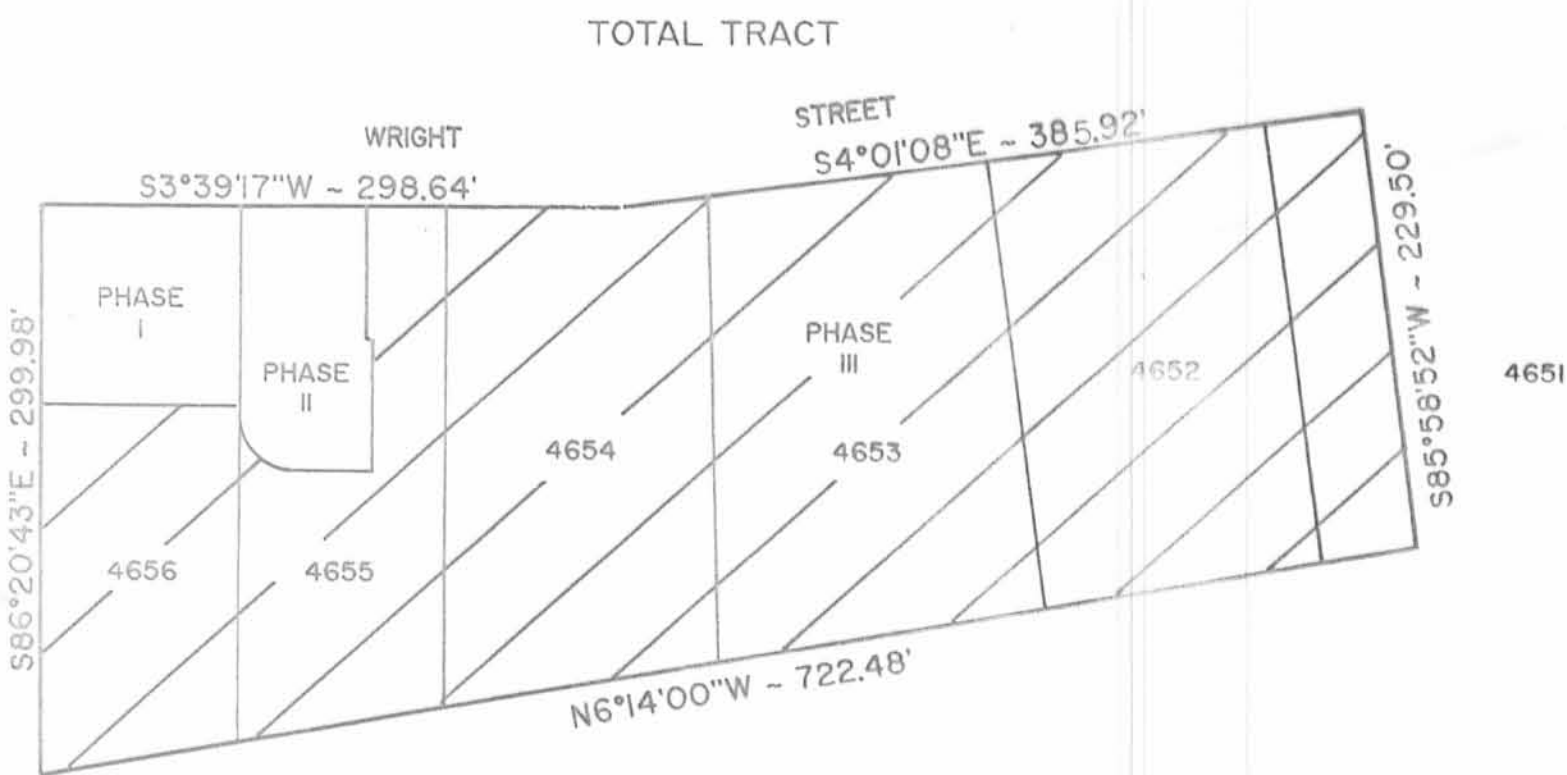 TOTAL TRACT
WRIGHT
STREET
S3°39'17"W ~ 298.64'
S4°01'08"E ~ 385.92'
S85°58'52"W ~ 229.50'
S86°20'43"E ~ 299.98'
PHASE
I
PHASE
II
PHASE
III
4652
4651
4654
4653
4656
4655
N6°14'00"W ~ 722.48'